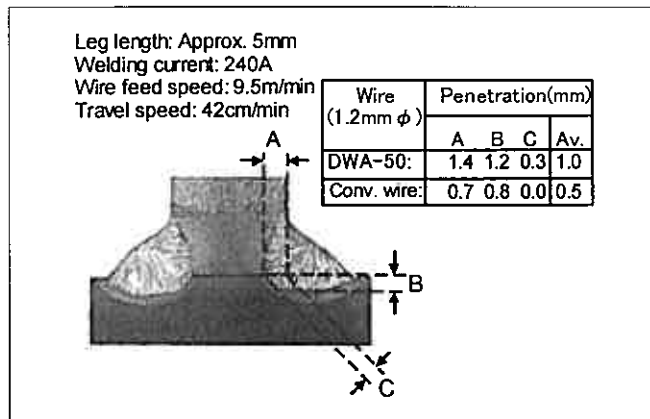 Leg length: Approx. 5mm
Welding current: 240A
Wire feed speed: 9.5m/min
Travel speed: 42cm/min
Wire (1.2mm φ) Penetration(mm)
A B C Av.
DWA-50: 1.4 1.2 0.3 1.0
Conv. wire: 0.7 0.8 0.0 0.5
A
B
C